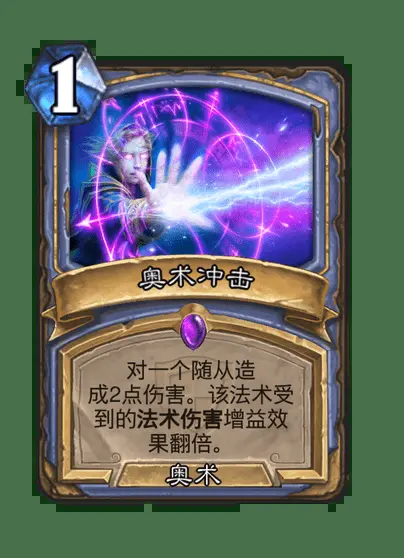 1
奥术冲击
对一个随从造
成2点伤害。该法术受
到的法术伤害增益效
果翻倍。
奥术